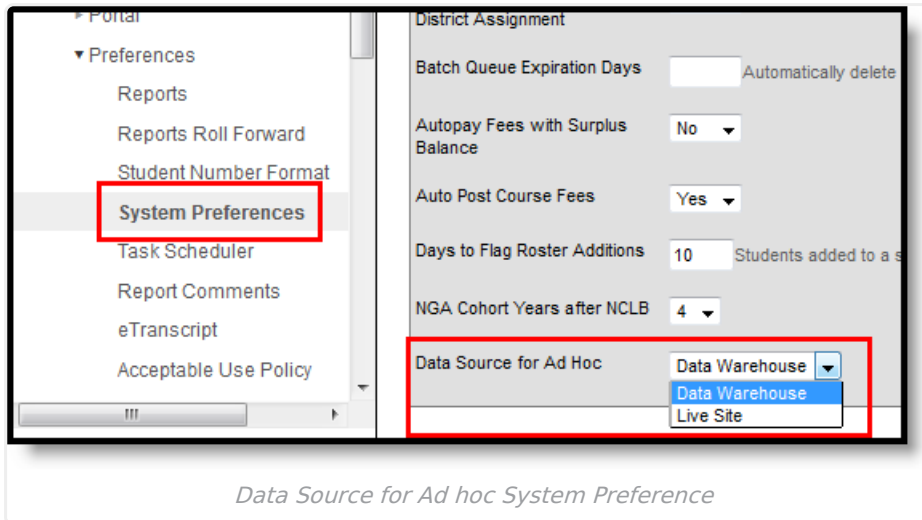 Portal
Preferences
Reports
Reports Roll Forward
Student Number Format
System Preferences
Task Scheduler
Report Comments
eTranscript
Acceptable Use Policy
District Assignment
Batch Queue Expiration Days
Automatically delete
Autopay Fees with Surplus
Balance
No
Auto Post Course Fees
Yes
Days to Flag Roster Additions
10
Students added to a s
NGA Cohort Years after NCLB
4
Data Source for Ad Hoc
Data Warehouse
Data Warehouse
Live Site
Data Source for Ad hoc System Preference